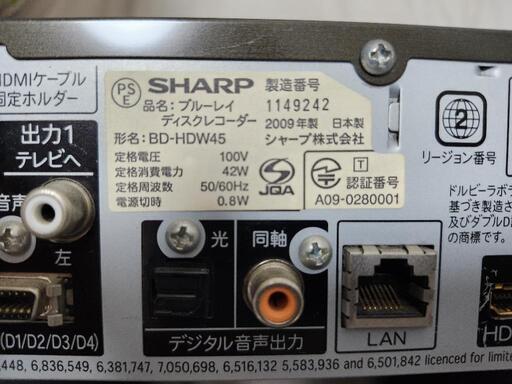 HDMIケーブル
固定ホルダー
PS
E
SHARP
製造番号
1149242
品名:ブルーレイ
ディスクレコーダー
2009年 日本製
形名:BD-HDW45
シャープ株式会社
定格電圧 100V
定格消費電力 42W
定格周波数 50/60Hz
電源切時 0.8W
JQA
T
認証番号
A09-0280001
2
リージョン番号
出力1
テレビへ
音声
左
(D1/D2/D3/D4)
光
同軸
デジタル音声出力
LAN
HD
ドルビーラボラ
基づき製造さ
及びダブルD
の商標です.
,448, 6,836,549, 6,381,747, 7,050,698, 6,516,132 5,583,936 and 6,501,842 licenced for limite